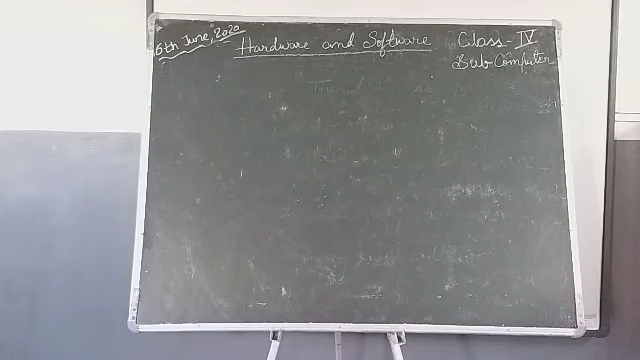 6th June, 2020
Hardware and Software
Class - IV
Sub Computer